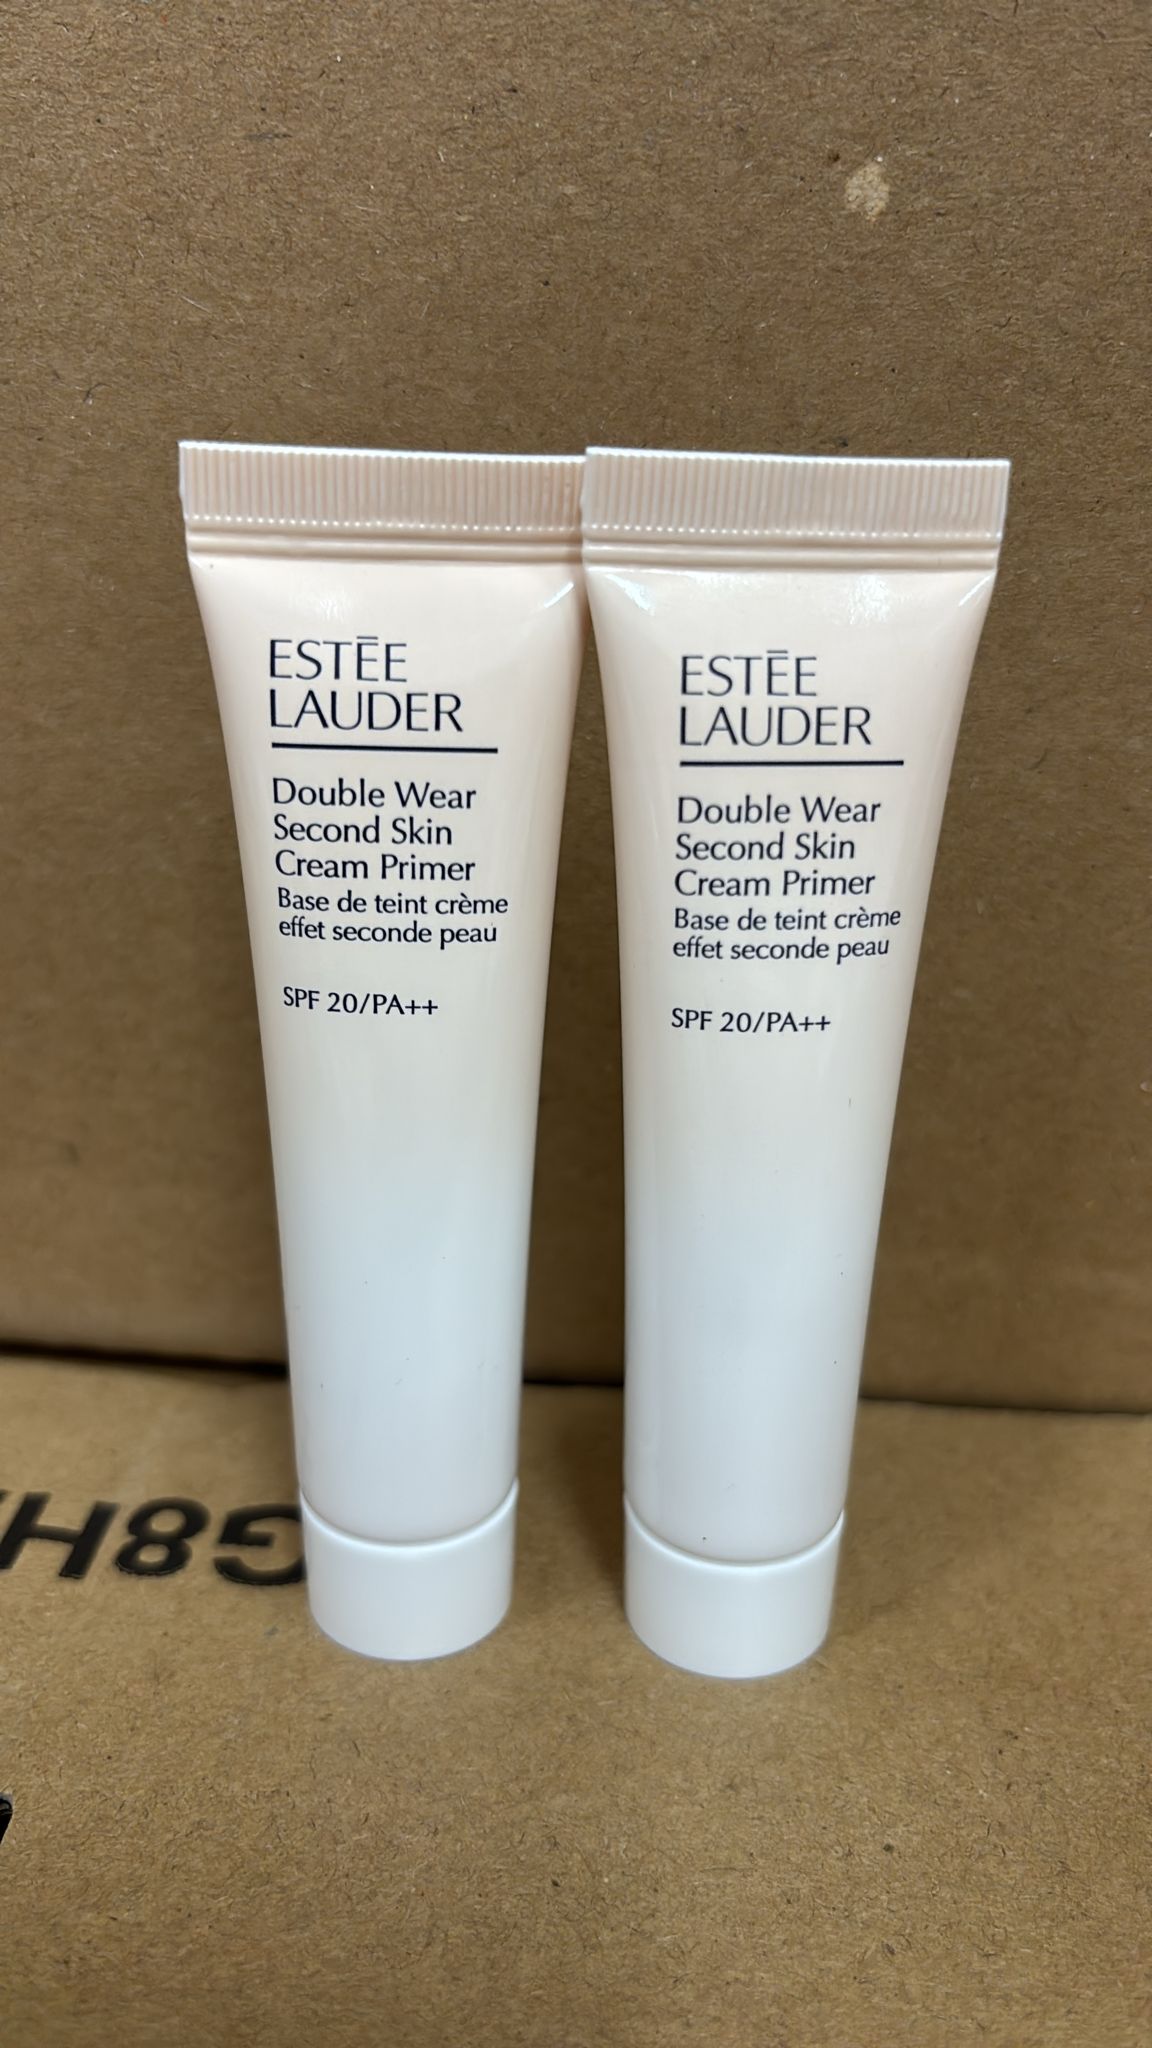 ESTĒE
LAUDER
Double Wear
Second Skin
Cream Primer
Base de teint crème
effet seconde peau
SPF 20/PA++
ESTĒE
LAUDER
Double Wear
Second Skin
Cream Primer
Base de teint crème
effet seconde peau
SPF 20/PA++